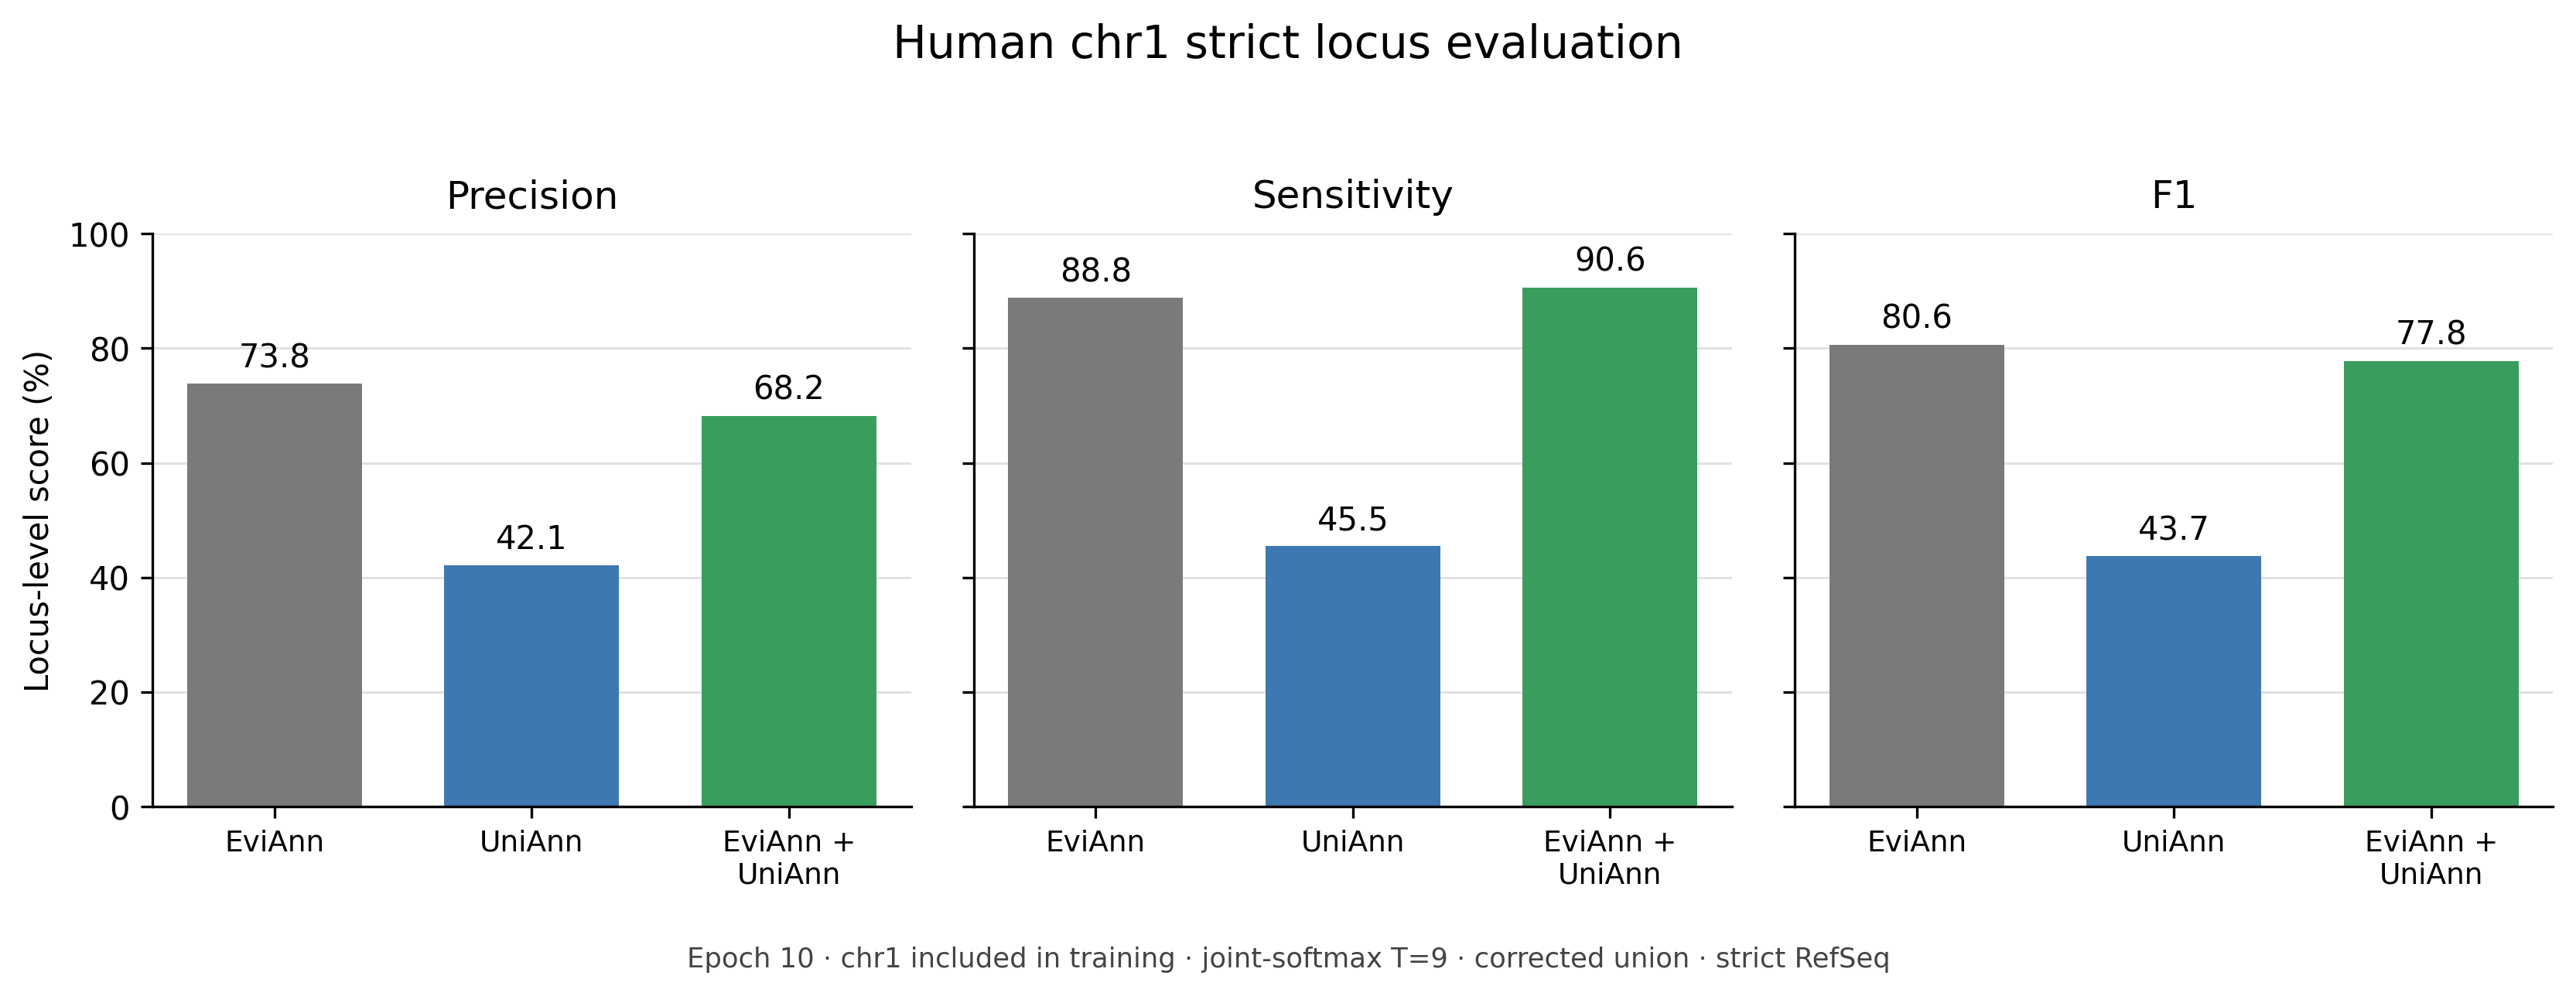 Human chr1 strict locus evaluation
Precision
Locus-level score (%)
100
80
60
40
20
0
73.8
42.1
68.2
EviAnn
UniAnn
EviAnn +
UniAnn
Sensitivity
88.8
45.5
90.6
EviAnn
UniAnn
EviAnn +
UniAnn
F1
80.6
43.7
77.8
EviAnn
UniAnn
EviAnn +
UniAnn
Epoch 10 · chr1 included in training · joint-softmax T=9 · corrected union · strict RefSeq